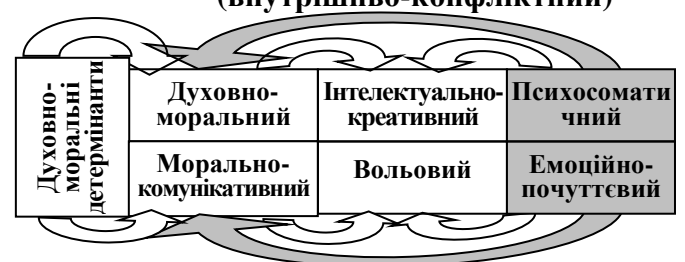 (внутрішньо-конфліктний)
Духовно-
моральні
детермінанти
Духовно-
моральний
Інтелектуально-
креативний
Психосомати
чний
Морально-
комунікативний
Вольовий
Емоційно-
почуттєвий